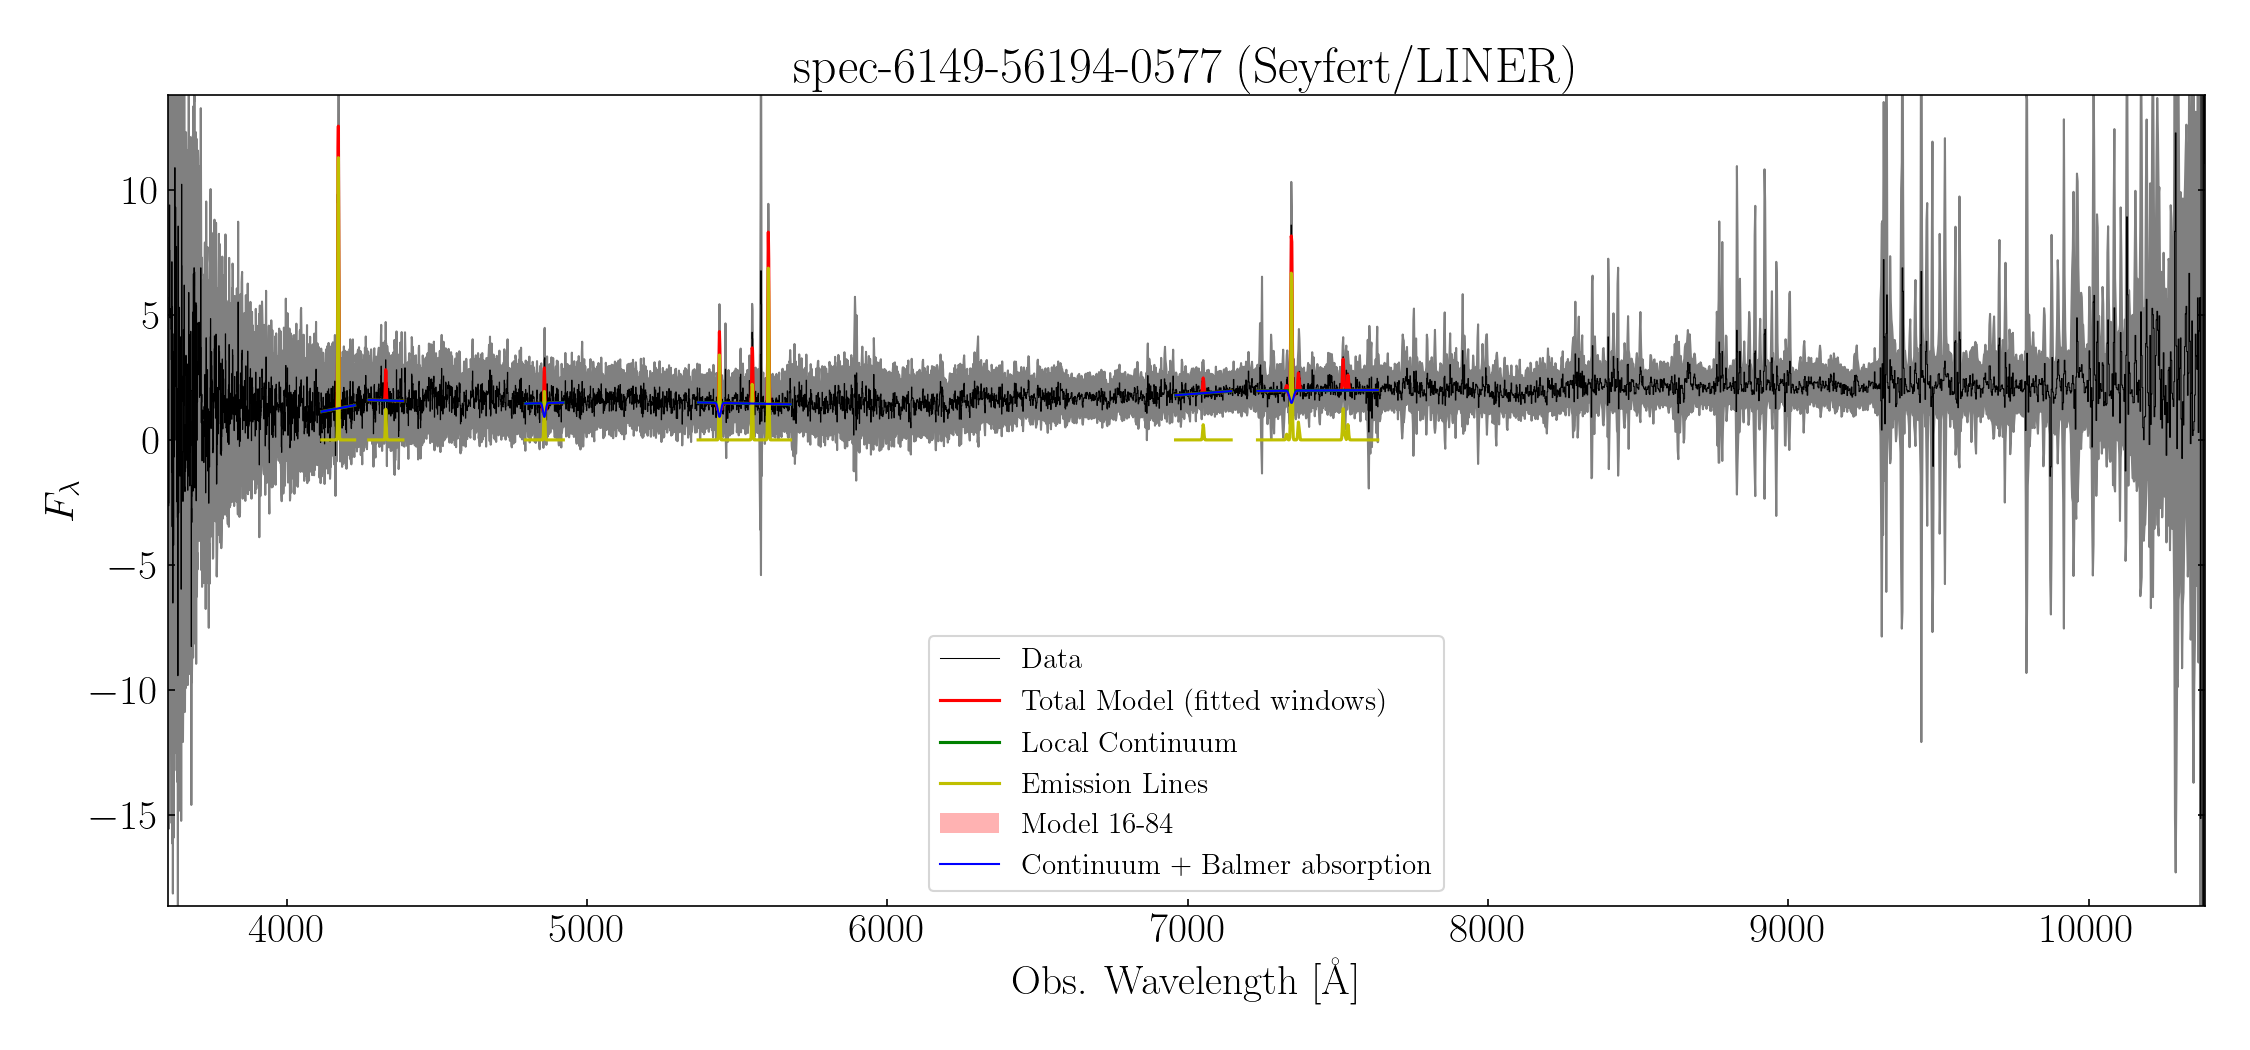 spec-6149-56194-0577 (Seyfert/LINER)
10
5
0
−5
−10
−15
F_λ
Data
Total Model (fitted windows)
Local Continuum
Emission Lines
Model 16-84
Continuum + Balmer absorption
4000 5000 6000 7000 8000 9000 10000
Obs. Wavelength [Å]